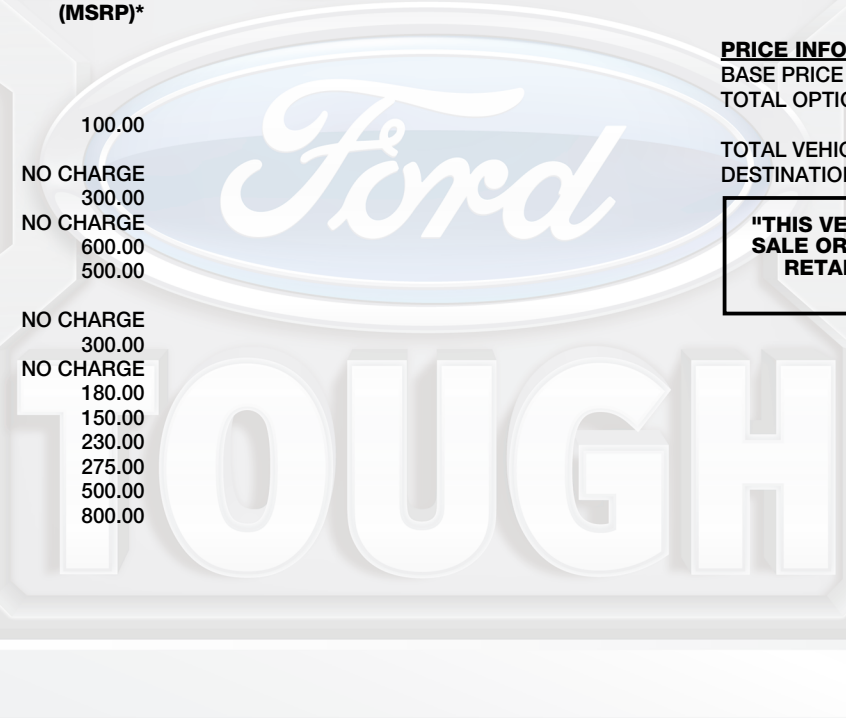 (MSRP)*
100.00
NO CHARGE
300.00
NO CHARGE
600.00
500.00
NO CHARGE
300.00
NO CHARGE
180.00
150.00
230.00
275.00
500.00
800.00
PRICE INFO
BASE PRICE
TOTAL OPTIO
TOTAL VEHIC
DESTINATION
"THIS VE
SALE OR
RETAI
Ford
TOUGH